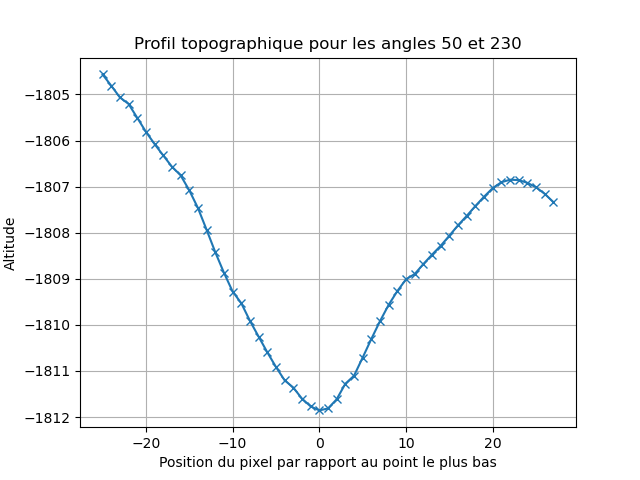 Profil topographique pour les angles 50 et 230
−1805
−1806
−1807
−1808
−1809
−1810
−1811
−1812
Altitude
−20 −10 0 10 20
Position du pixel par rapport au point le plus bas